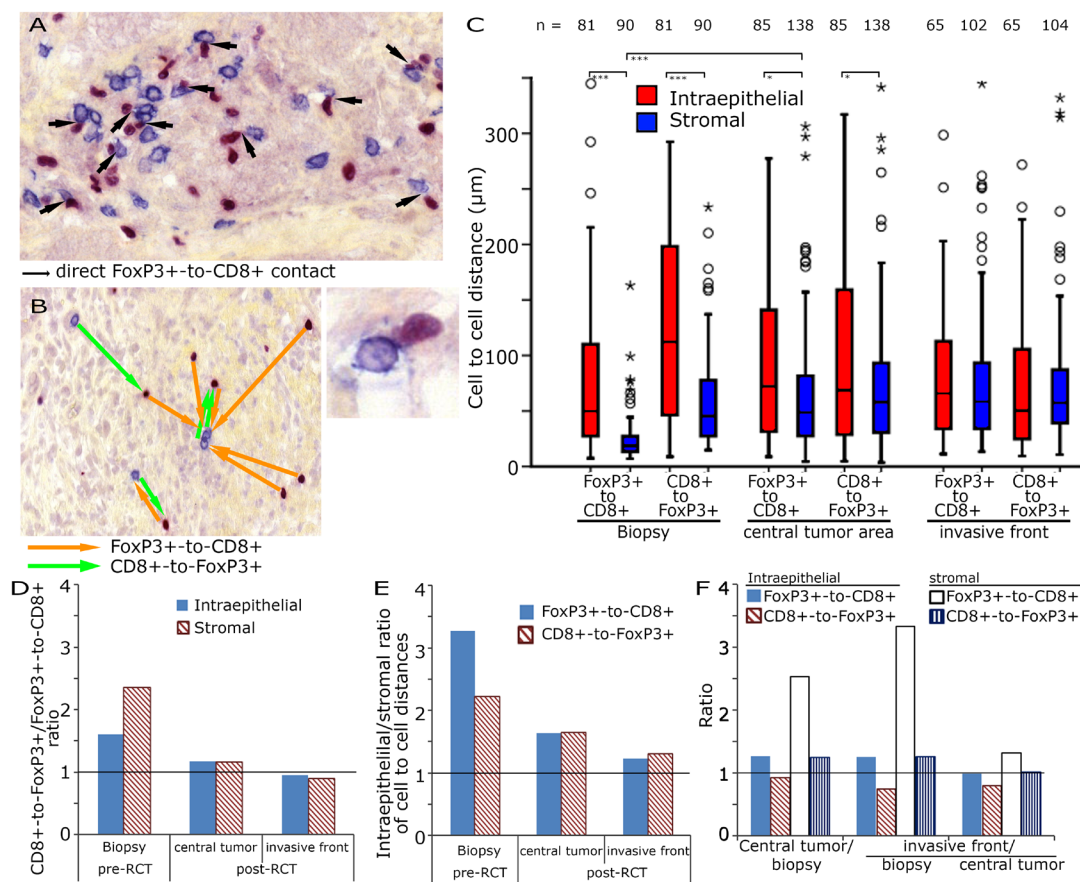 A
direct FoxP3+-to-CD8+ contact
B
FoxP3+-to-CD8+
CD8+-to-FoxP3+
C
n = 81 90 81 90 85 138 85 138 65 102 65 104
*** *** *** * *
Intraepithelial
Stromal
Cell to cell distance (µm)
300
200
100
0
FoxP3+ to CD8+
CD8+ to FoxP3+
FoxP3+ to CD8+
CD8+ to FoxP3+
FoxP3+ to CD8+
CD8+ to FoxP3+
Biopsy
central tumor area
invasive front
D
CD8+-to-FoxP3+/FoxP3+-to-CD8+
ratio
4
3
2
1
0
Intraepithelial
Stromal
Biopsy
central tumor
invasive front
pre-RCT
post-RCT
E
Intraepithelial/stromal ratio
of cell to cell distances
4
3
2
1
0
FoxP3+-to-CD8+
CD8+-to-FoxP3+
Biopsy
central tumor
invasive front
pre-RCT
post-RCT
F
Ratio
4
3
2
1
0
Intraepithelial
FoxP3+-to-CD8+
CD8+-to-FoxP3+
stromal
FoxP3+-to-CD8+
CD8+-to-FoxP3+
Central tumor/
biopsy
invasive front/
biopsy
central tumor